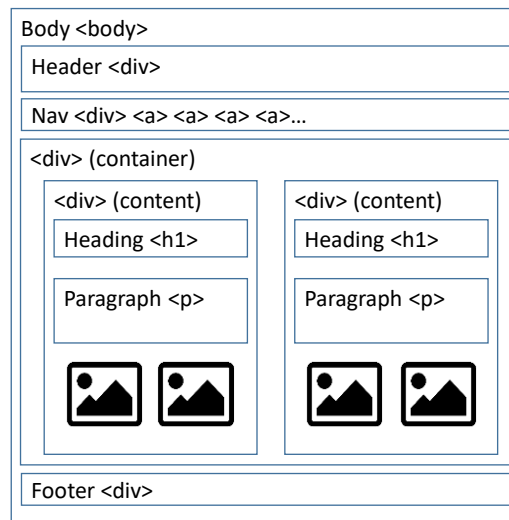 Body <body>
Header <div>
Nav <div> <a> <a> <a> <a>...
<div> (container)
<div> (content)
Heading <h1>
Paragraph <p>
<div> (content)
Heading <h1>
Paragraph <p>
Footer <div>